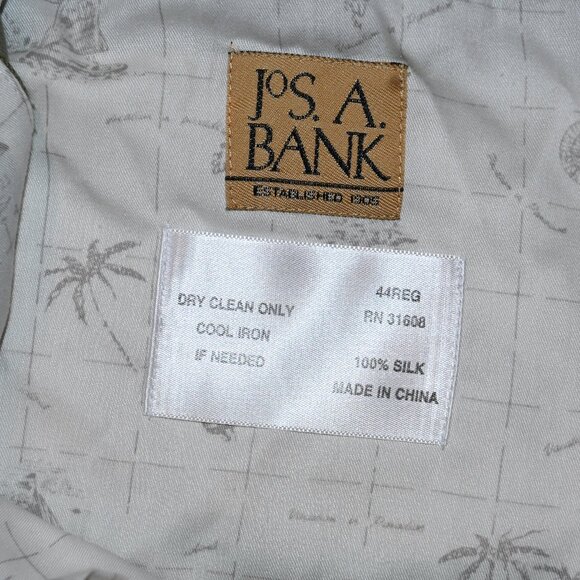 JOS. A.
BANK
ESTABLISHED 1905
DRY CLEAN ONLY
COOL IRON
IF NEEDED
44REG
RN 31608
100% SILK
MADE IN CHINA